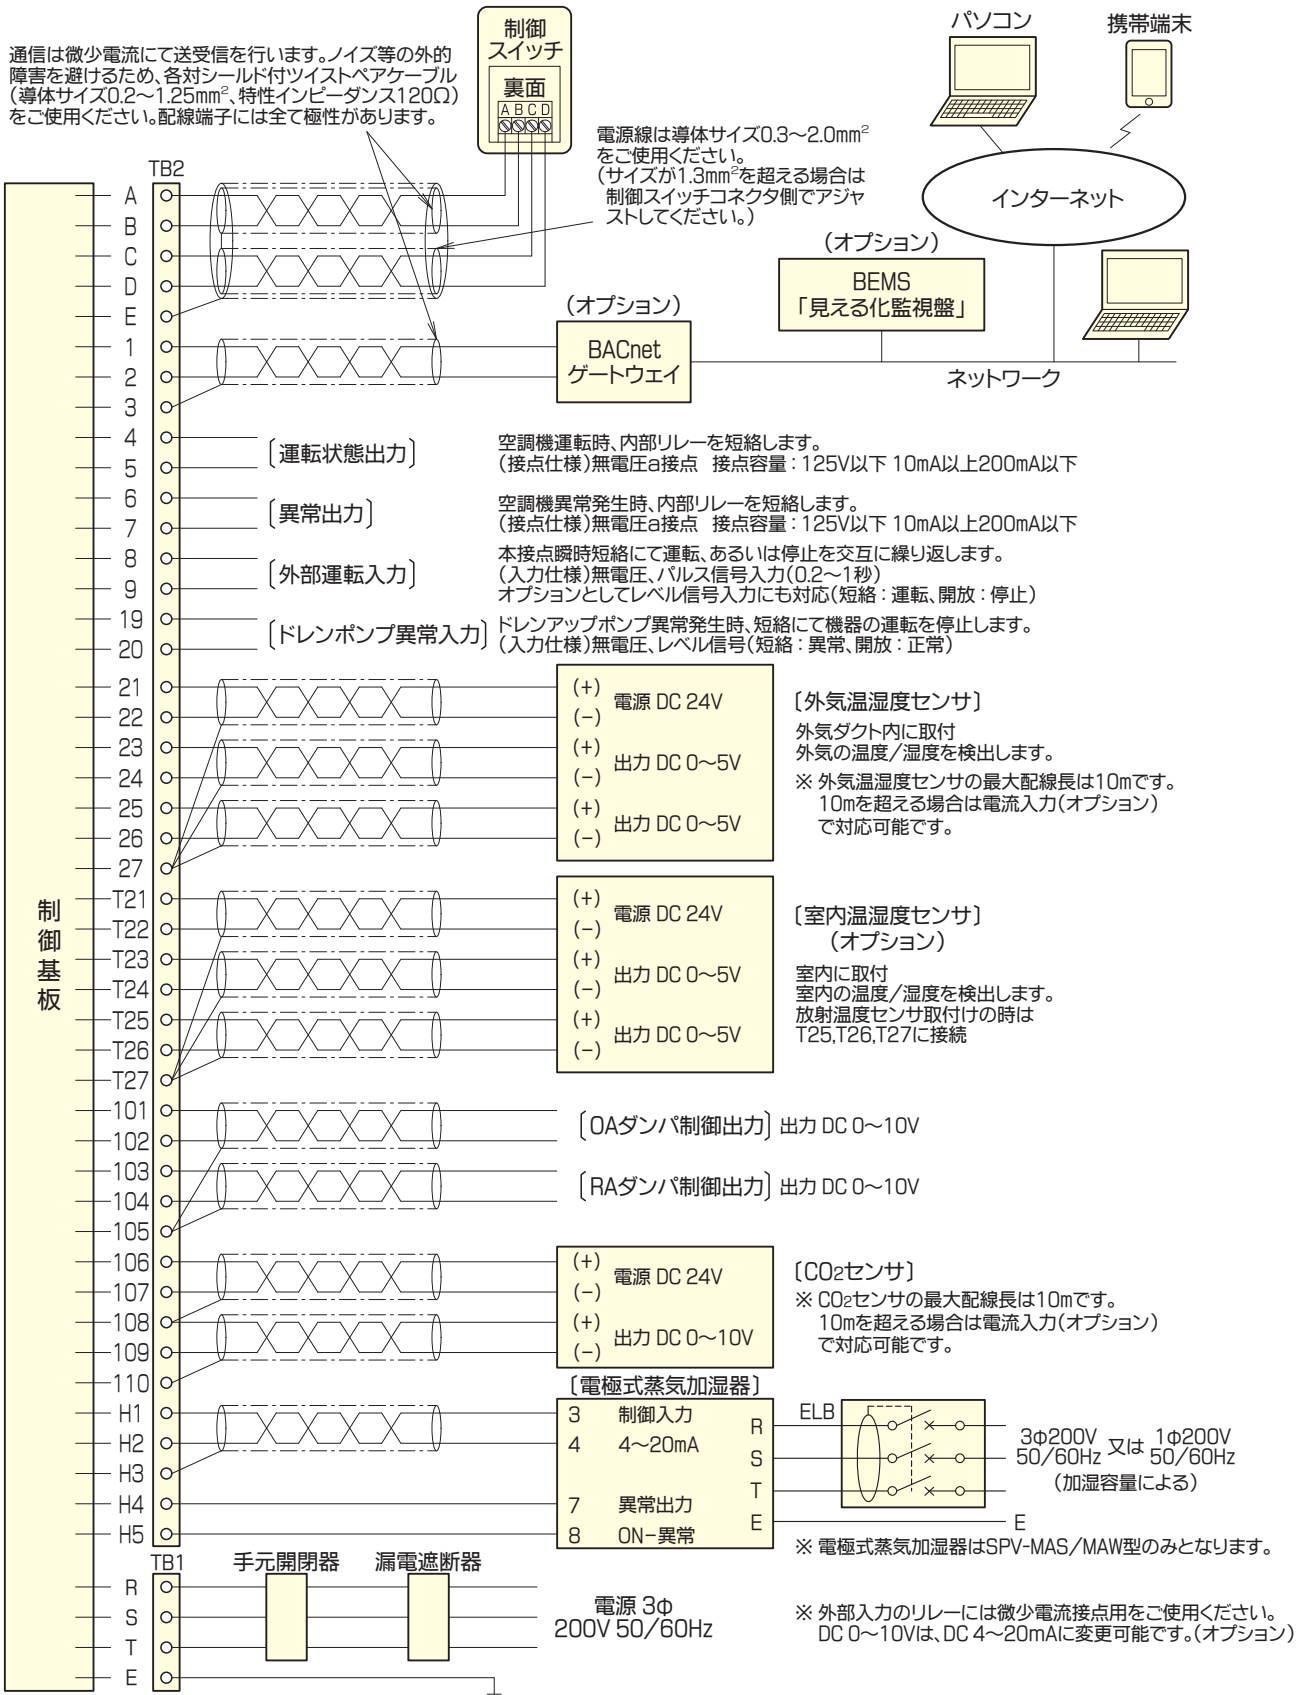 通信は微少電流にて送受信を行います。ノイズ等の外的
障害を避けるため、各対シールド付ツイストペアケーブル
(導体サイズ0.2〜1.25mm²、特性インピーダンス120Ω)
をご使用ください。配線端子には全て極性があります。
制御
スイッチ
裏面
A B C D
パソコン
携帯端末
電源線は導体サイズ0.3〜2.0mm²
をご使用ください。
(サイズが1.3mm²を超える場合は
制御スイッチコネクタ側でアジャ
ストしてください。)
インターネット
(オプション)
BEMS
「見える化監視盤」
(オプション)
BACnet
ゲートウェイ
ネットワーク
制御基板
TB2
A
B
C
D
E
1
2
3
4
5
〔運転状態出力〕
空調機運転時、内部リレーを短絡します。
(接点仕様)無電圧a接点 接点容量：125V以下 10mA以上200mA以下
6
7
〔異常出力〕
空調機異常発生時、内部リレーを短絡します。
(接点仕様)無電圧a接点 接点容量：125V以下 10mA以上200mA以下
8
9
〔外部運転入力〕
本接点瞬時短絡にて運転、あるいは停止を交互に繰り返します。
(入力仕様)無電圧、パルス信号入力(0.2〜1秒)
オプションとしてレベル信号入力にも対応(短絡：運転、開放：停止)
19
20
〔ドレンポンプ異常入力〕
ドレンアップポンプ異常発生時、短絡にて機器の運転を停止します。
(入力仕様)無電圧、レベル信号(短絡：異常、開放：正常)
21
22
23
24
25
26
27
(+)
電源 DC 24V
(−)
(+)
出力 DC 0〜5V
(−)
(+)
出力 DC 0〜5V
(−)
〔外気温湿度センサ〕
外気ダクト内に取付
外気の温度/湿度を検出します。
※ 外気温湿度センサの最大配線長は10mです。
10mを超える場合は電流入力(オプション)
で対応可能です。
T21
T22
T23
T24
T25
T26
T27
(+)
電源 DC 24V
(−)
(+)
出力 DC 0〜5V
(−)
(+)
出力 DC 0〜5V
(−)
〔室内温湿度センサ〕
(オプション)
室内に取付
室内の温度/湿度を検出します。
放射温度センサ取付けの時は
T25,T26,T27に接続
101
102
103
104
105
〔OAダンパ制御出力〕出力 DC 0〜10V
〔RAダンパ制御出力〕出力 DC 0〜10V
106
107
108
109
110
(+)
電源 DC 24V
(−)
(+)
出力 DC 0〜10V
(−)
〔CO₂センサ〕
※ CO₂センサの最大配線長は10mです。
10mを超える場合は電流入力(オプション)
で対応可能です。
H1
H2
H3
H4
H5
〔電極式蒸気加湿器〕
3 制御入力
4 4〜20mA
7 異常出力
8 ON−異常
R
S
T
E
ELB
3φ200V 又は 1φ200V
50/60Hz 50/60Hz
(加湿容量による)
E
※ 電極式蒸気加湿器はSPV-MAS/MAW型のみとなります。
TB1
R
S
T
E
手元開閉器
漏電遮断器
電源 3φ
200V 50/60Hz
※ 外部入力のリレーには微少電流接点用をご使用ください。
DC 0〜10Vは、DC 4〜20mAに変更可能です。(オプション)